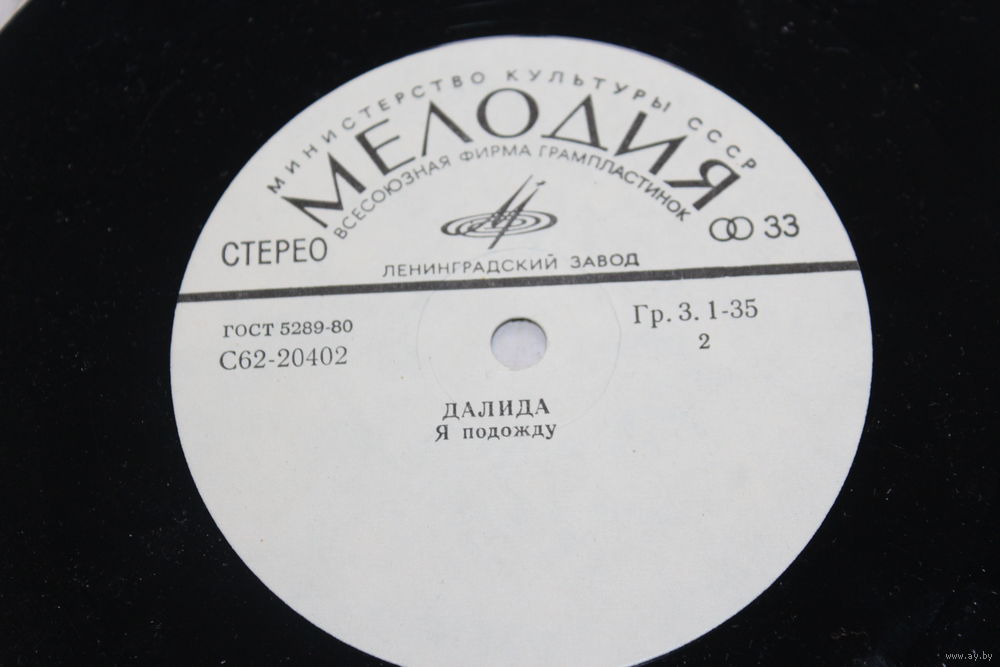 МИНИСТЕРСТВО КУЛЬТУРЫ СССР
МЕЛОДИЯ
ВСЕСОЮЗНАЯ ФИРМА ГРАМПЛАСТИНОК
СТЕРЕО
33
ЛЕНИНГРАДСКИЙ ЗАВОД
ГОСТ 5289-80
Гр. 3. 1-35
С62-20402
2
ДАЛИДА
Я подожду
www.ay.by